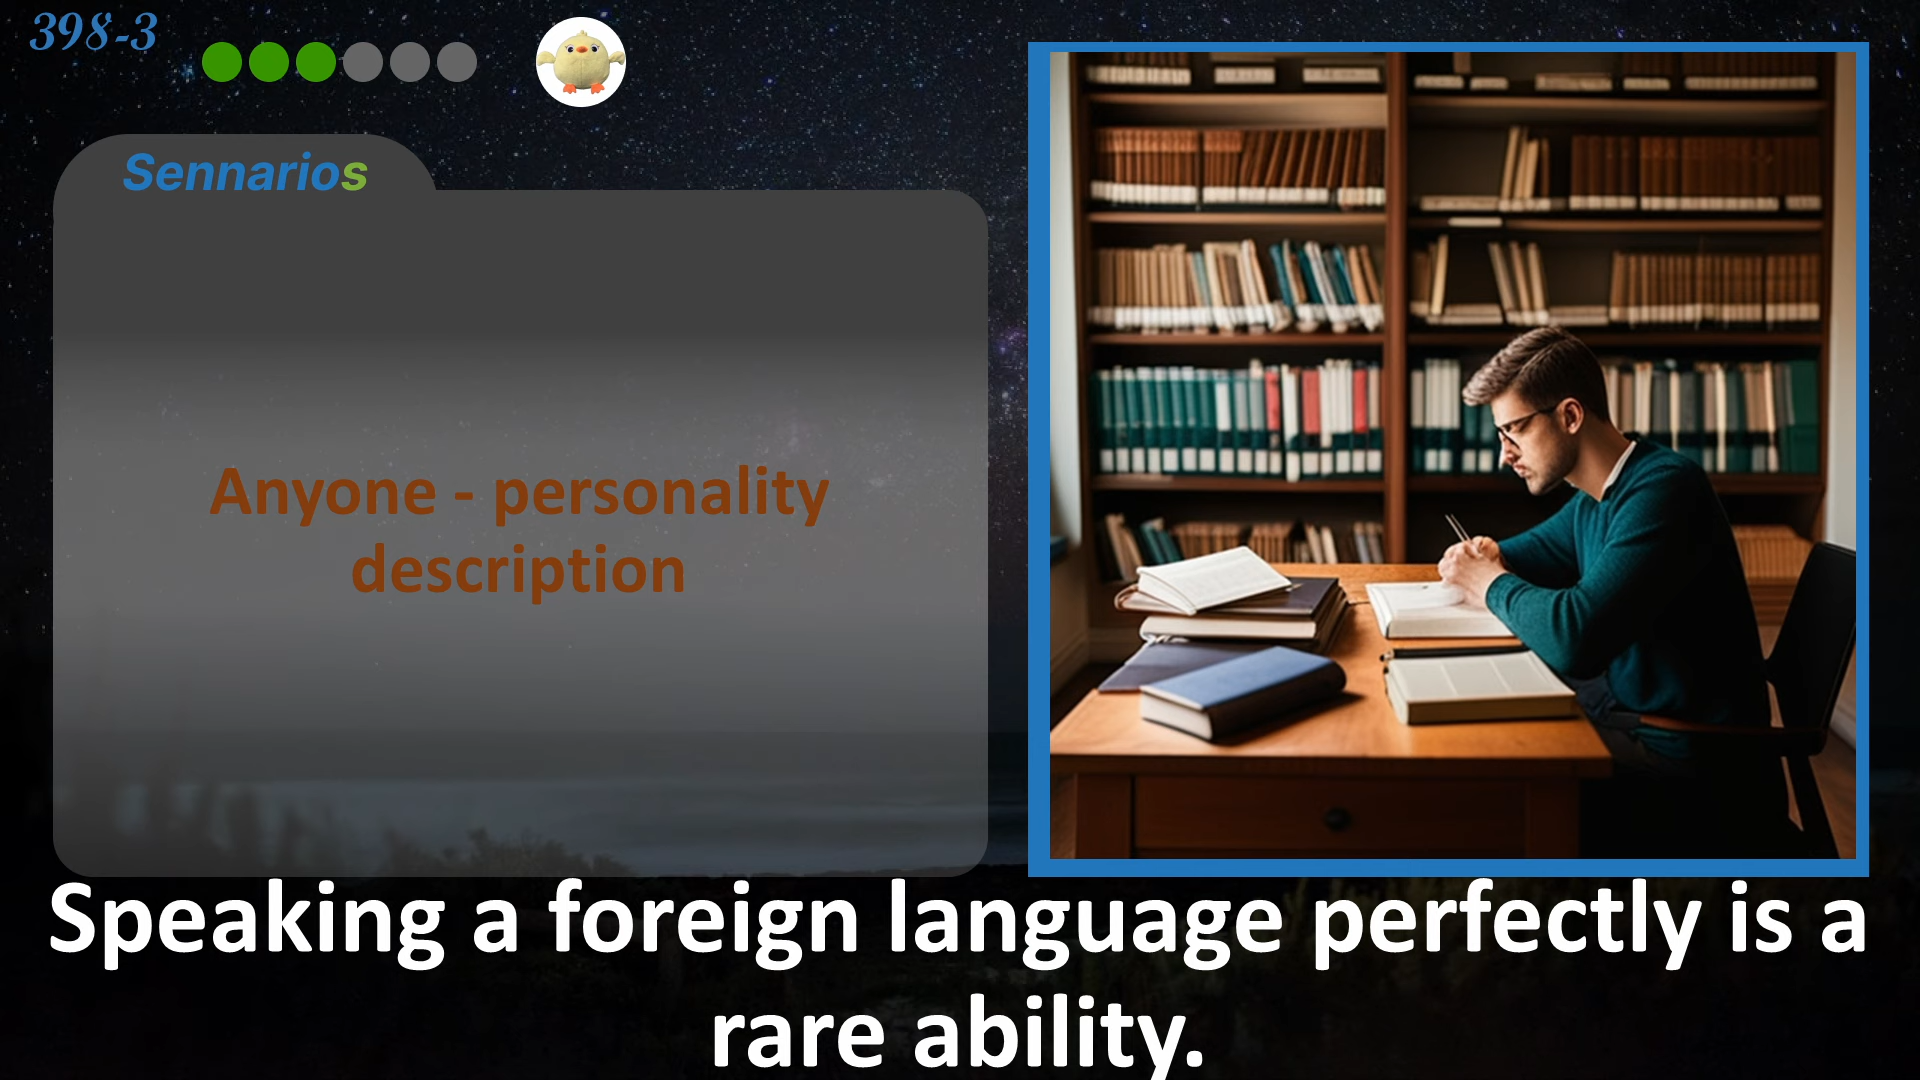 398-3
Sennarios
Anyone - personality
description
Speaking a foreign language perfectly is a
rare ability.